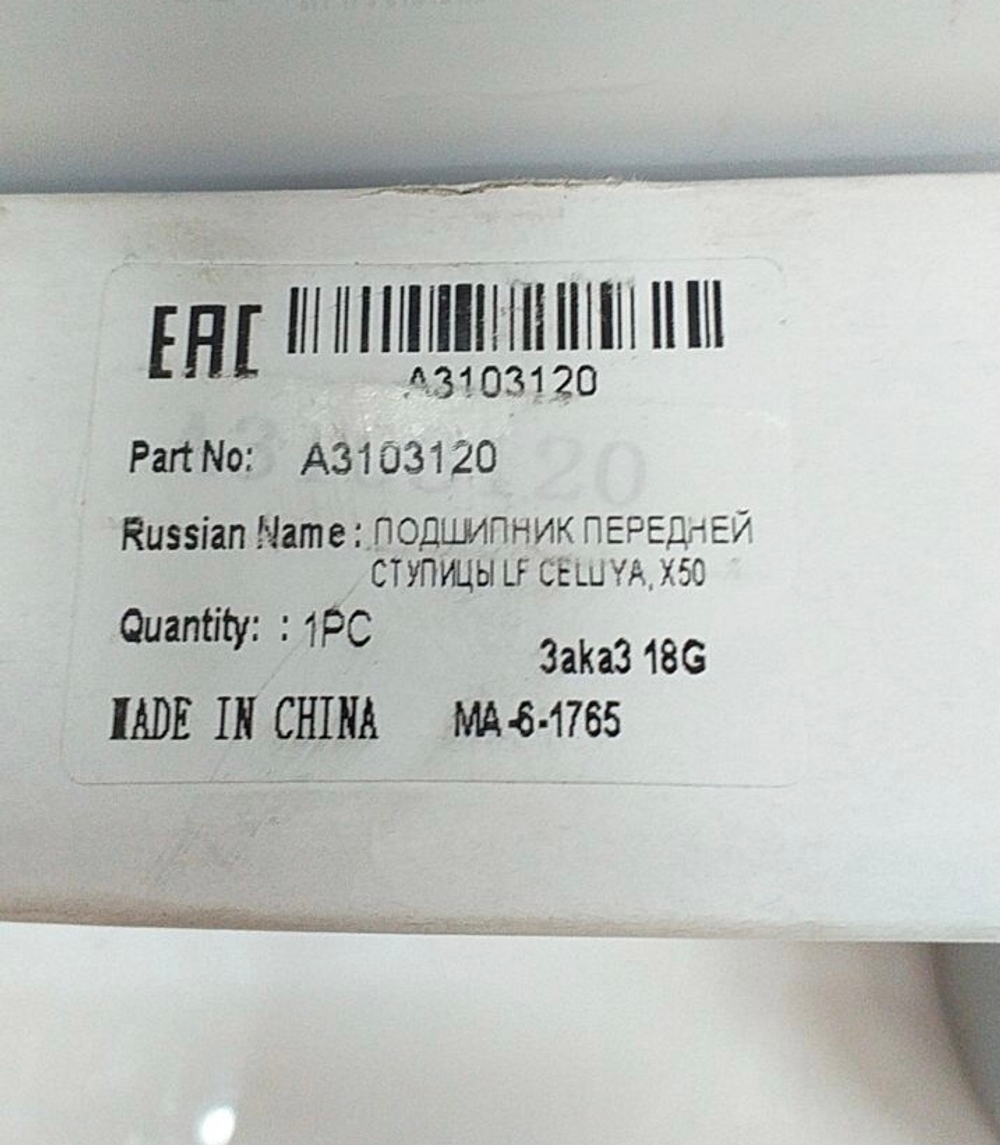 EAC
A3103120
Part No: A3103120
Russian Name: ПОДШИПНИК ПЕРЕДНЕЙ
СТУПИЦЫ LF CELLIYA, X50
Quantity: : 1PC
3aka3 18G
MADE IN CHINA MA-6-1765